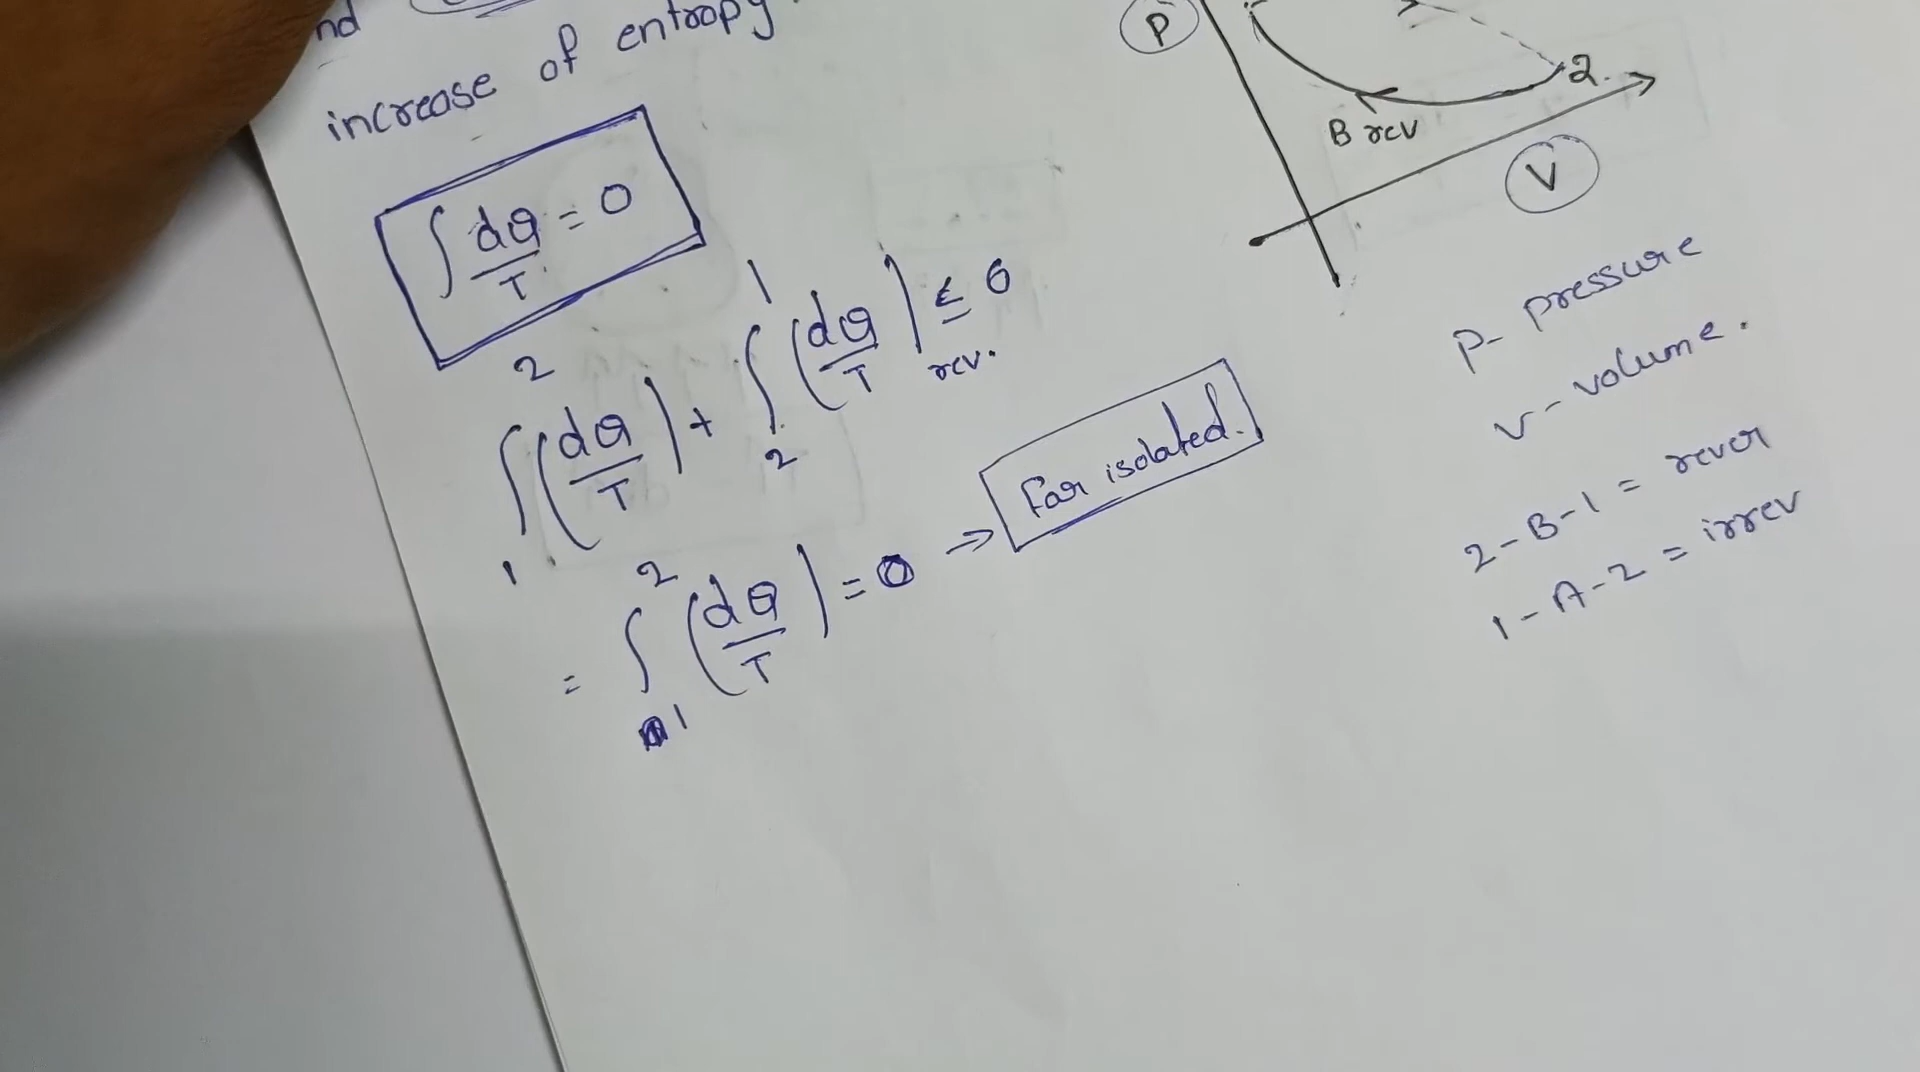 nd
increase of entropy
∫ dQ/T = 0
∫₁² (dQ/T) + ∫₂¹ (dQ/T)rev. ≤ 0
= ∫₁² (dQ/T) = 0 → For isolated.
P
2.
B rev
V
P- pressure
V - volume.
2-B-1 = rever
1-A-2 = irrev